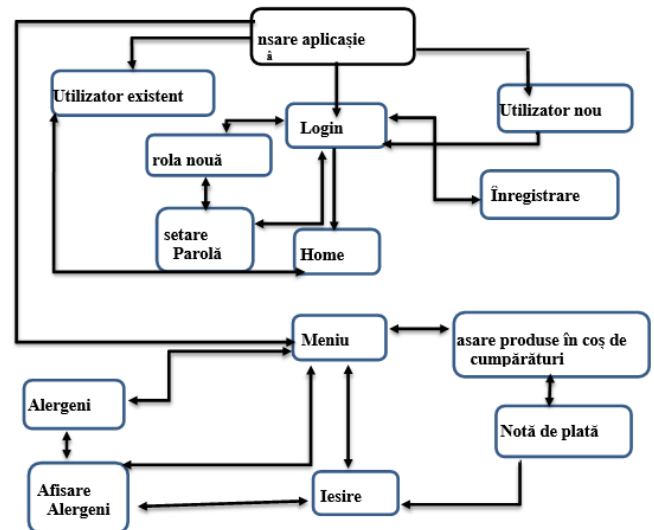 nsare aplicașie
â
Utilizator existent
Utilizator nou
Login
rola nouă
Înregistrare
setare
Parolă
Home
Meniu
asare produse în coș de
cumpărături
Alergeni
Notă de plată
Afisare
Alergeni
Iesire